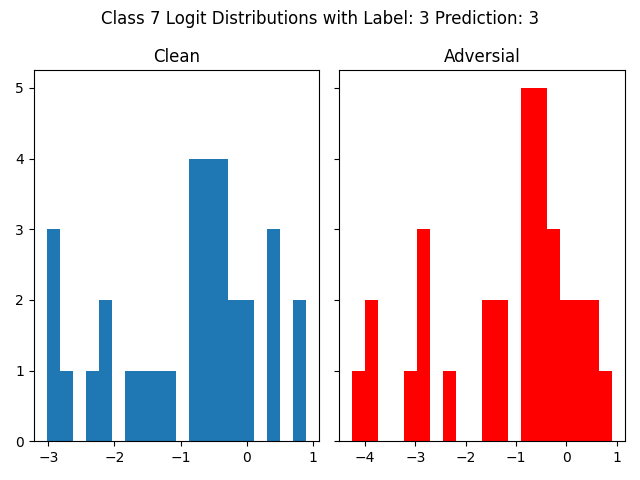 Class 7 Logit Distributions with Label: 3 Prediction: 3
Clean
Adversial
5
4
3
2
1
0
−3 −2 −1 0 1
−4 −3 −2 −1 0 1